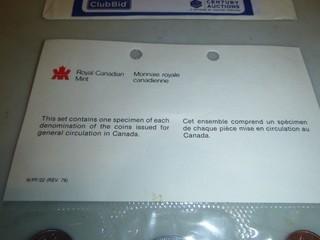 ClubBid
CENTURY
AUCTIONS
Royal Canadian
Mint
Monnaie royale
canadienne
This set contains one specimen of each
denomination of the coins issued for
general circulation in Canada.
Cet ensemble comprend un spécimen
de chaque pièce mise en circulation au
Canada.
(REV. 79)